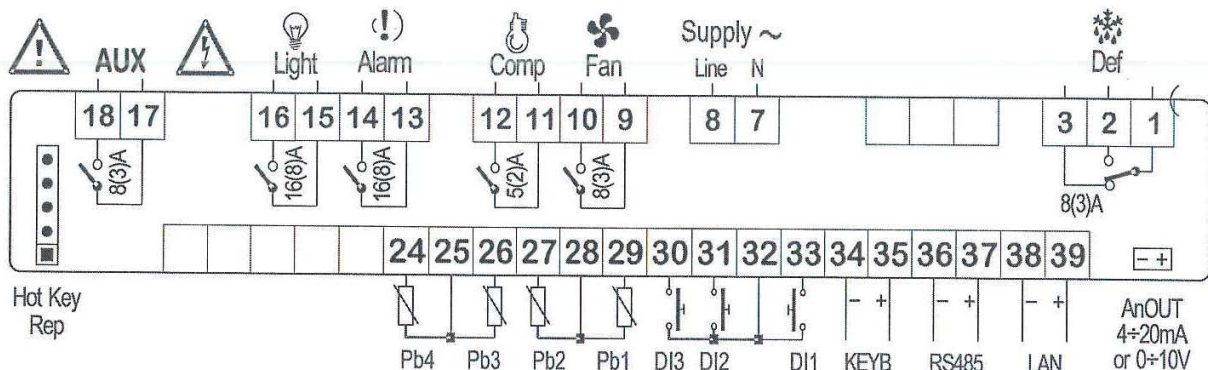 Supply ~
AUX Light Alarm Comp Fan Line N Def
18 17 16 15 14 13 12 11 10 9 8 7 3 2 1
8(3)A 16(8)A 16(8)A 5(2)A 8(3)A
8(3)A
24 25 26 27 28 29 30 31 32 33 34 35 36 37 38 39 - +
- + - + - +
Hot Key
Rep
Pb4 Pb3 Pb2 Pb1 DI3 DI2 DI1 KEYB RS485 LAN
AnOUT
4÷20mA
or 0÷10V